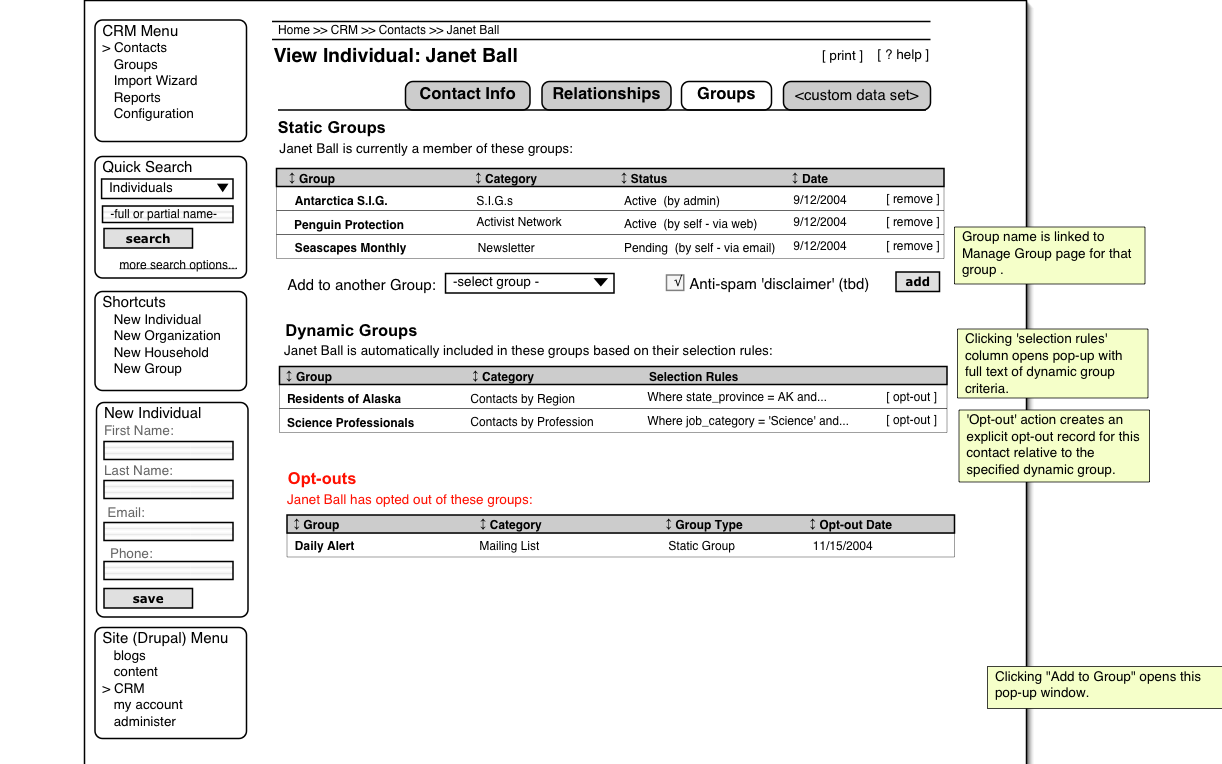 CRM Menu
> Contacts
Groups
Import Wizard
Reports
Configuration
Quick Search
Individuals
-full or partial name-
search
more search options...
Shortcuts
New Individual
New Organization
New Household
New Group
New Individual
First Name:
Last Name:
Email:
Phone:
save
Site (Drupal) Menu
blogs
content
> CRM
my account
administer
Home >> CRM >> Contacts >> Janet Ball
View Individual: Janet Ball [ print ] [ ? help ]
Contact Info Relationships Groups <custom data set>
Static Groups
Janet Ball is currently a member of these groups:
↕ Group ↕ Category ↕ Status ↕ Date
Antarctica S.I.G. S.I.G.s Active (by admin) 9/12/2004 [ remove ]
Penguin Protection Activist Network Active (by self - via web) 9/12/2004 [ remove ]
Seascapes Monthly Newsletter Pending (by self - via email) 9/12/2004 [ remove ]
Add to another Group: -select group - √ Anti-spam 'disclaimer' (tbd) add
Dynamic Groups
Janet Ball is automatically included in these groups based on their selection rules:
↕ Group ↕ Category Selection Rules
Residents of Alaska Contacts by Region Where state_province = AK and... [ opt-out ]
Science Professionals Contacts by Profession Where job_category = 'Science' and... [ opt-out ]
Opt-outs
Janet Ball has opted out of these groups:
↕ Group ↕ Category ↕ Group Type ↕ Opt-out Date
Daily Alert Mailing List Static Group 11/15/2004
Group name is linked to
Manage Group page for that
group .
Clicking 'selection rules'
column opens pop-up with
full text of dynamic group
criteria.
'Opt-out' action creates an
explicit opt-out record for this
contact relative to the
specified dynamic group.
Clicking "Add to Group" opens this
pop-up window.